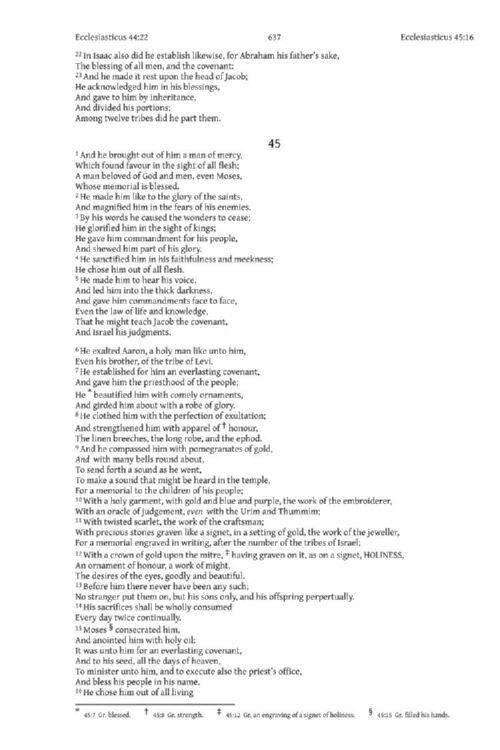 Ecclesiasticus 44:22 637 Ecclesiasticus 45:16
22 In Isaac also did he establish likewise, for Abraham his father's sake,
The blessing of all men, and the covenant:
23 And he made it rest upon the head of Jacob;
He acknowledged him in his blessings,
And gave to him by inheritance,
And divided his portions;
Among twelve tribes did he part them.
45
1 And he brought out of him a man of mercy,
Which found favour in the sight of all flesh;
A man beloved of God and men, even Moses,
Whose memorial is blessed.
2 He made him like to the glory of the saints,
And magnified him in the fears of his enemies.
3 By his words he caused the wonders to cease;
He glorified him in the sight of kings;
He gave him commandment for his people,
And shewed him part of his glory.
4 He sanctified him in his faithfulness and meekness;
He chose him out of all flesh.
5 He made him to hear his voice,
And led him into the thick darkness,
And gave him commandments face to face,
Even the law of life and knowledge,
That he might teach Jacob the covenant,
And Israel his judgments.
6 He exalted Aaron, a holy man like unto him,
Even his brother, of the tribe of Levi.
7 He established for him an everlasting covenant,
And gave him the priesthood of the people;
He * beautified him with comely ornaments,
And girded him about with a robe of glory.
8 He clothed him with the perfection of exultation;
And strengthened him with apparel of † honour,
The linen breeches, the long robe, and the ephod.
9 And he compassed him with pomegranates of gold,
And with many bells round about,
To send forth a sound as he went,
To make a sound that might be heard in the temple,
For a memorial to the children of his people;
10 With a holy garment, with gold and blue and purple, the work of the embroiderer,
With an oracle of judgement, even with the Urim and Thummim;
11 With twisted scarlet, the work of the craftsman;
With precious stones graven like a signet, in a setting of gold, the work of the jeweller,
For a memorial engraved in writing, after the number of the tribes of Israel;
12 With a crown of gold upon the mitre, ‡ having graven on it, as on a signet, HOLINESS,
An ornament of honour, a work of might,
The desires of the eyes, goodly and beautiful.
13 Before him there never have been any such;
No stranger put them on, but his sons only, and his offspring perpertually.
14 His sacrifices shall be wholly consumed
Every day twice continually.
15 Moses § consecrated him,
And anointed him with holy oil:
It was unto him for an everlasting covenant,
And to his seed, all the days of heaven,
To minister unto him, and to execute also the priest's office,
And bless his people in his name.
16 He chose him out of all living
* 45:7 Gr. blessed. † 45:8 Gr. strength. ‡ 45:12 Gr. an engraving of a signet of holiness. § 45:15 Gr. filled his hands.